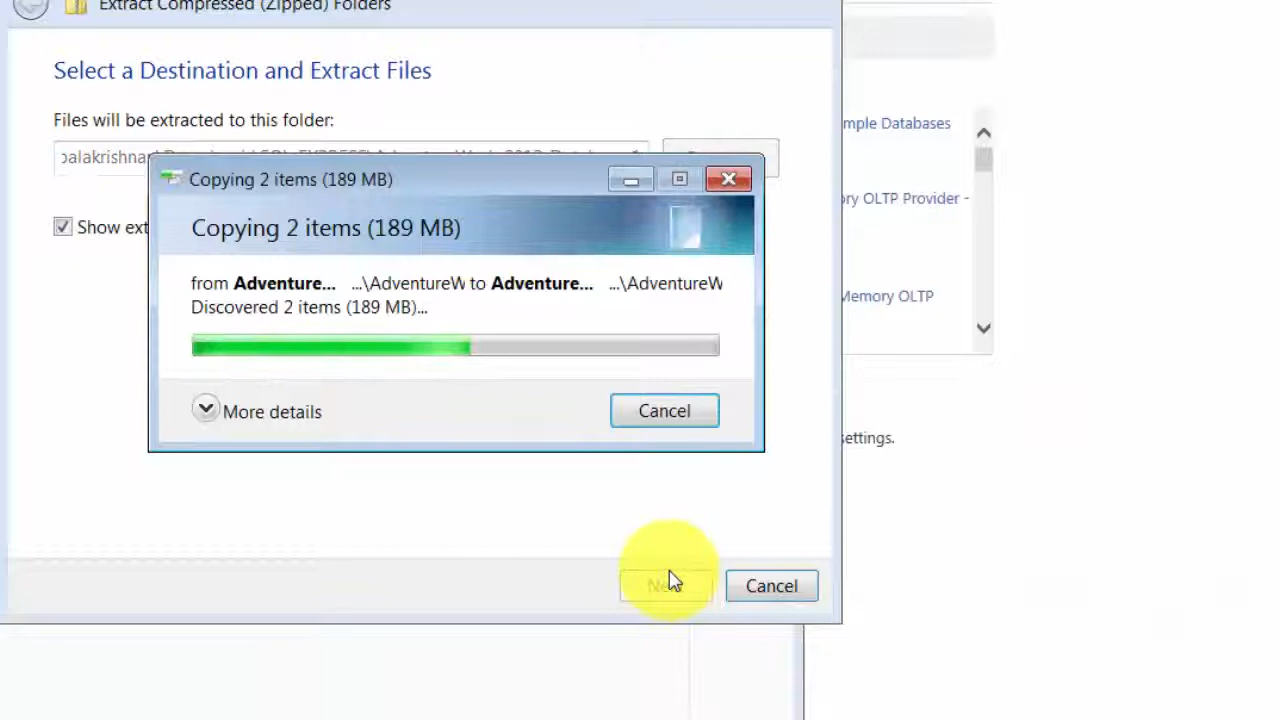 Extract Compressed (Zipped) Folders
Select a Destination and Extract Files
Files will be extracted to this folder:
mple Databases
Copying 2 items (189 MB)
ory OLTP Provider -
Show ext
Copying 2 items (189 MB)
from Adventure... ...\AdventureW to Adventure... ...\AdventureW
Memory OLTP
Discovered 2 items (189 MB)...
More details
Cancel
settings.
Cancel